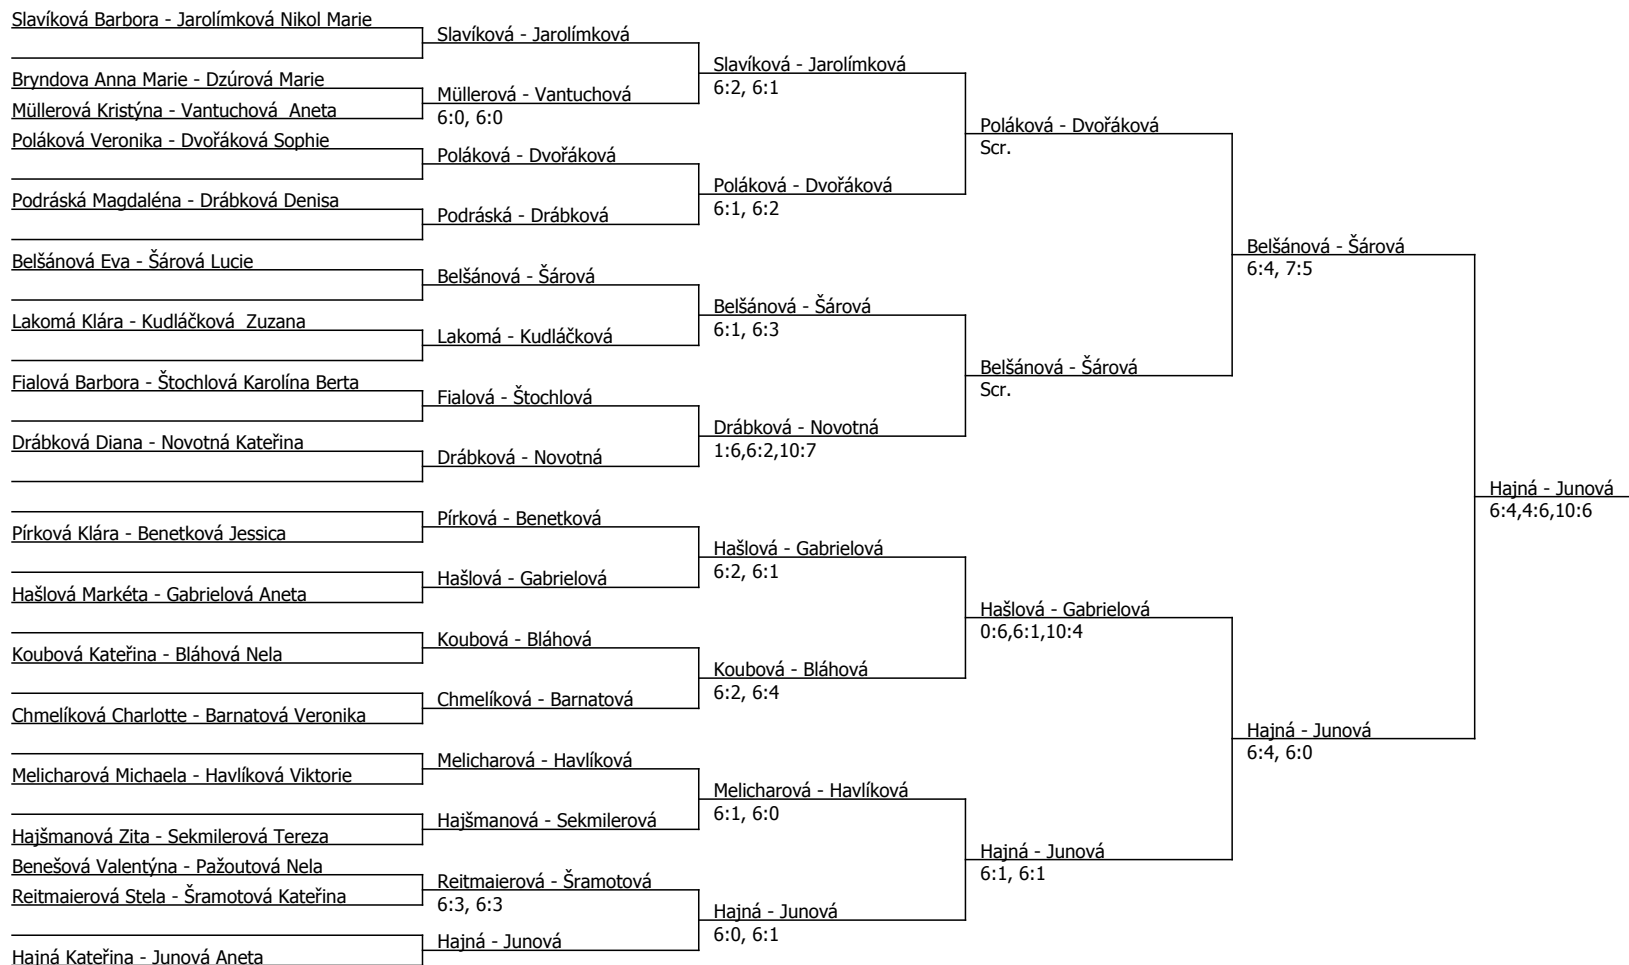 Slavíková Barbora - Jarolímková Nikol Marie
Bryndova Anna Marie - Dzúrová Marie
Müllerová Kristýna - Vantuchová  Aneta
Poláková Veronika - Dvořáková Sophie
Podráská Magdaléna - Drábková Denisa
Belšánová Eva - Šárová Lucie
Lakomá Klára - Kudláčková  Zuzana
Fialová Barbora - Štochlová Karolína Berta
Drábková Diana - Novotná Kateřina
Pírková Klára - Benetková Jessica
Hašlová Markéta - Gabrielová Aneta
Koubová Kateřina - Bláhová Nela
Chmelíková Charlotte - Barnatová Veronika
Melicharová Michaela - Havlíková Viktorie
Hajšmanová Zita - Sekmilerová Tereza
Benešová Valentýna - Pažoutová Nela
Reitmaierová Stela - Šramotová Kateřina
Hajná Kateřina - Junová Aneta
Slavíková - Jarolímková
Müllerová - Vantuchová
6:0, 6:0
Poláková - Dvořáková
Podráská - Drábková
Belšánová - Šárová
Lakomá - Kudláčková
Fialová - Štochlová
Drábková - Novotná
Pírková - Benetková
Hašlová - Gabrielová
Koubová - Bláhová
Chmelíková - Barnatová
Melicharová - Havlíková
Hajšmanová - Sekmilerová
Reitmaierová - Šramotová
6:3, 6:3
Hajná - Junová
Slavíková - Jarolímková
6:2, 6:1
Poláková - Dvořáková
6:1, 6:2
Belšánová - Šárová
6:1, 6:3
Drábková - Novotná
1:6,6:2,10:7
Hašlová - Gabrielová
6:2, 6:1
Koubová - Bláhová
6:2, 6:4
Melicharová - Havlíková
6:1, 6:0
Hajná - Junová
6:0, 6:1
Poláková - Dvořáková
Scr.
Belšánová - Šárová
Scr.
Hašlová - Gabrielová
0:6,6:1,10:4
Hajná - Junová
6:1, 6:1
Belšánová - Šárová
6:4, 7:5
Hajná - Junová
6:4, 6:0
Hajná - Junová
6:4,4:6,10:6